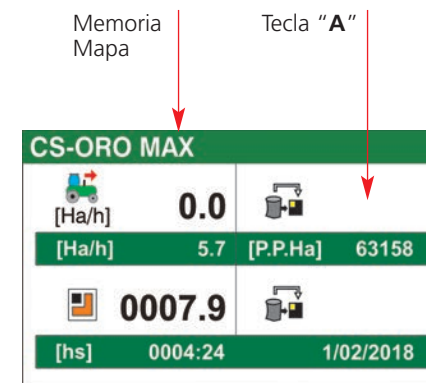 Memoria Tecla “A”
Mapa
CS-ORO MAX
[Ha/h] 0.0
[Ha/h] 5.7 [P.P.Ha] 63158
0007.9
[hs] 0004:24 1/02/2018